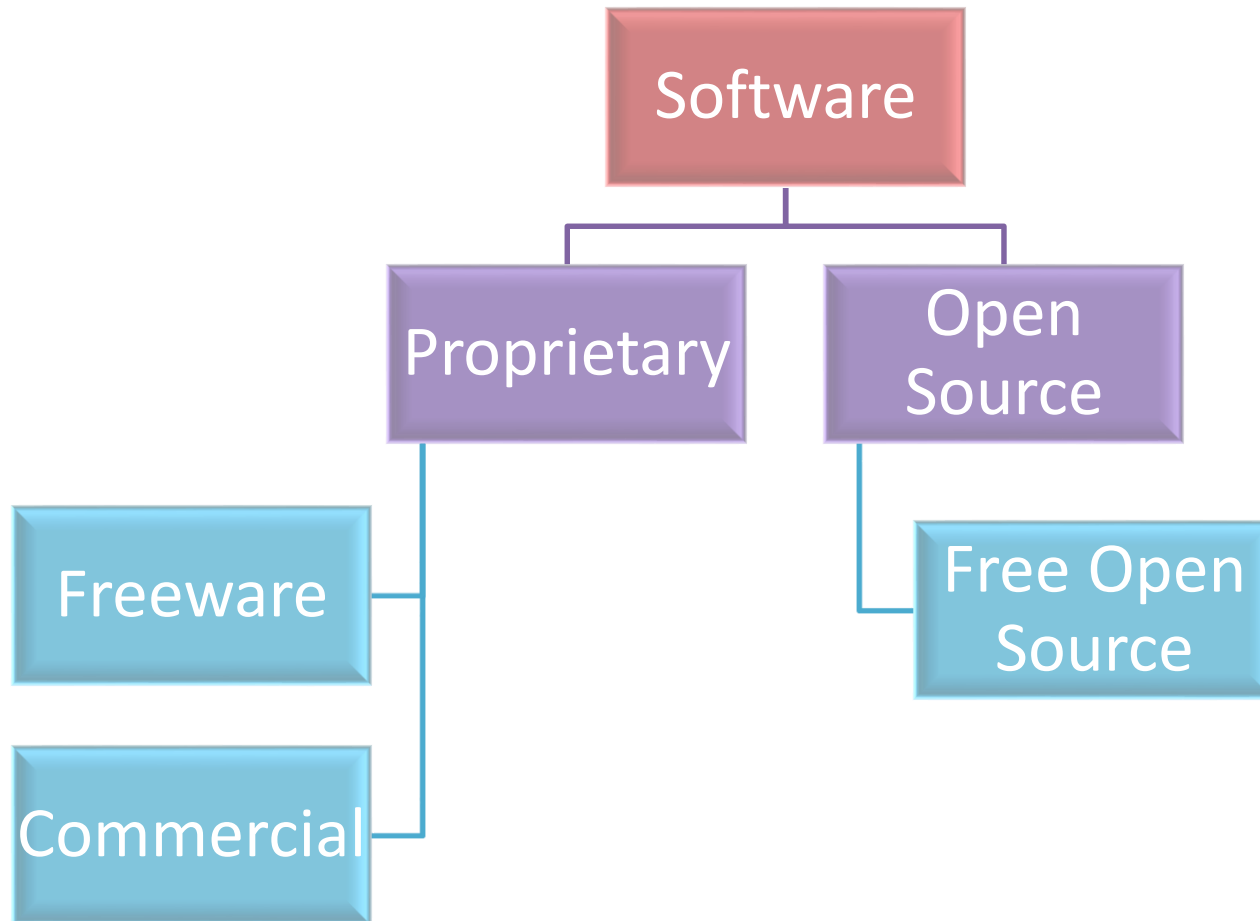 Software
Proprietary
Open
Source
Freeware
Free Open
Source
Commercial